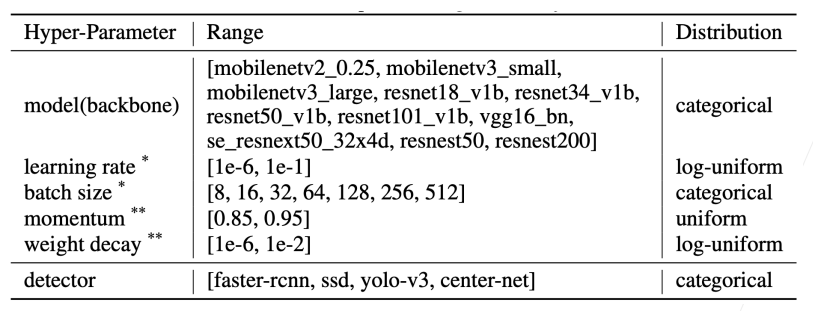 Hyper-Parameter Range Distribution
[mobilenetv2_0.25, mobilenetv3_small,
mobilenetv3_large, resnet18_v1b, resnet34_v1b,
model(backbone) resnet50_v1b, resnet101_v1b, vgg16_bn, categorical
se_resnext50_32x4d, resnest50, resnest200]
learning rate * [1e-6, 1e-1] log-uniform
batch size * [8, 16, 32, 64, 128, 256, 512] categorical
momentum ** [0.85, 0.95] uniform
weight decay ** [1e-6, 1e-2] log-uniform
detector [faster-rcnn, ssd, yolo-v3, center-net] categorical